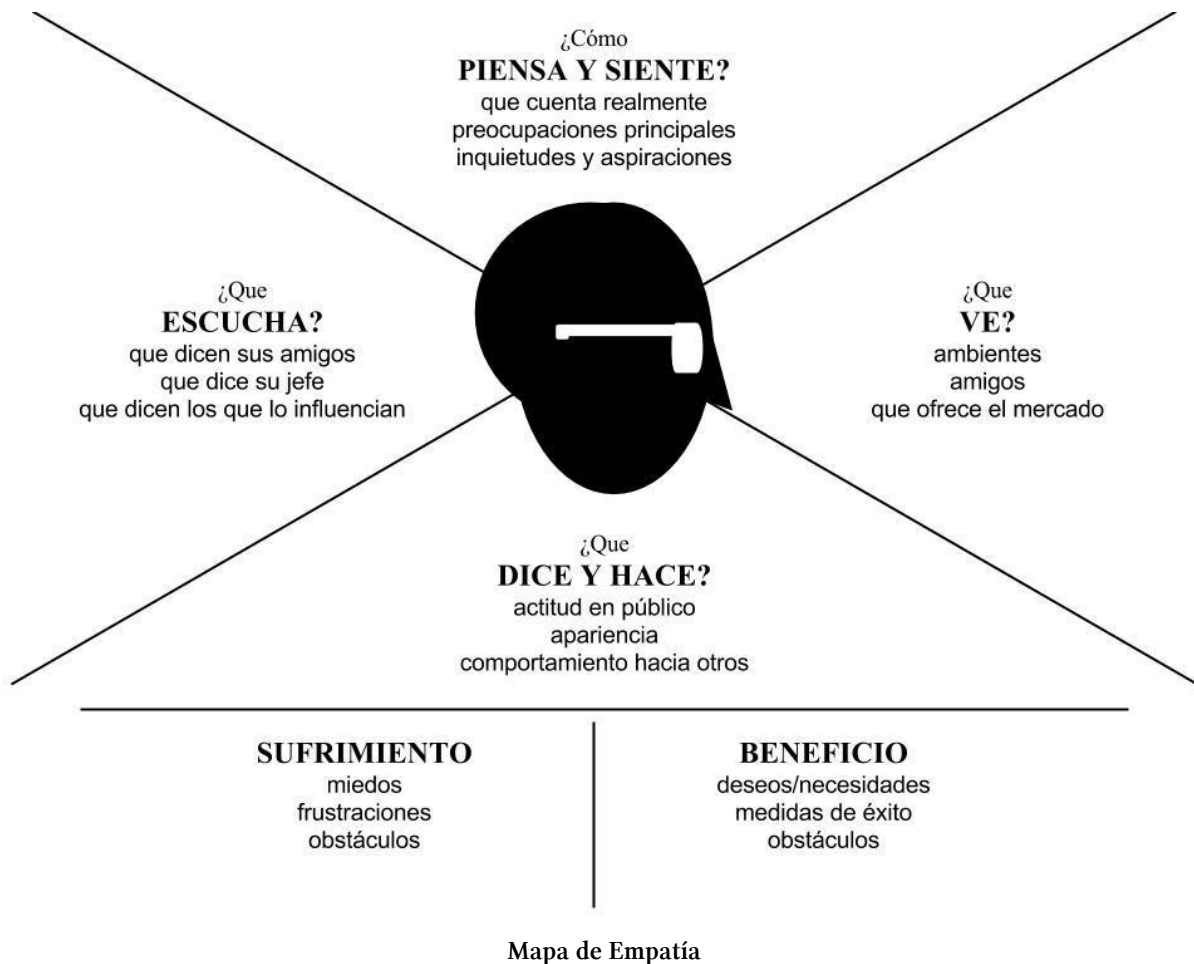 ¿Cómo
PIENSA Y SIENTE?
que cuenta realmente
preocupaciones principales
inquietudes y aspiraciones
¿Que
ESCUCHA?
que dicen sus amigos
que dice su jefe
que dicen los que lo influencian
¿Que
VE?
ambientes
amigos
que ofrece el mercado
¿Que
DICE Y HACE?
actitud en público
apariencia
comportamiento hacia otros
SUFRIMIENTO
miedos
frustraciones
obstáculos
BENEFICIO
deseos/necesidades
medidas de éxito
obstáculos
Mapa de Empatía